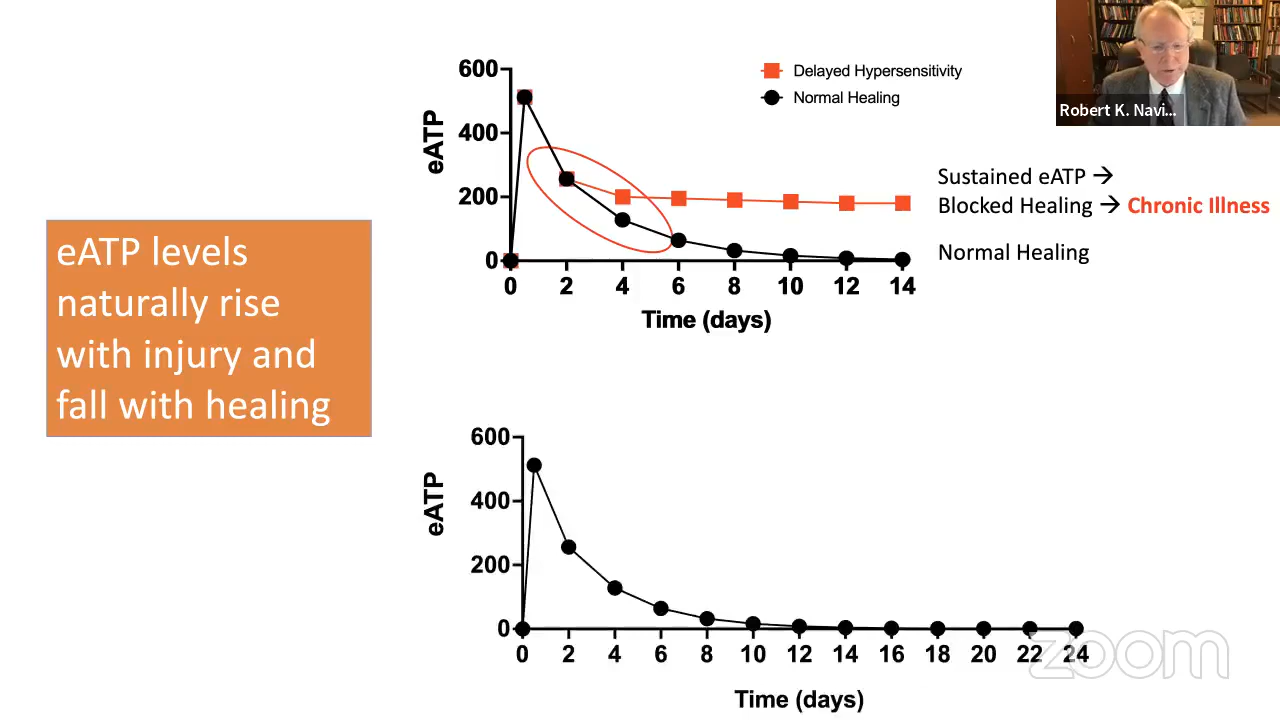 Delayed Hypersensitivity
Normal Healing
Robert K. Navi...
600
400
200
0
eATP
0 2 4 6 8 10 12 14
Time (days)
Sustained eATP →
Blocked Healing → Chronic Illness
Normal Healing
eATP levels
naturally rise
with injury and
fall with healing
600
400
200
0
eATP
0 2 4 6 8 10 12 14 16 18 20 22 24
Time (days)
zoom